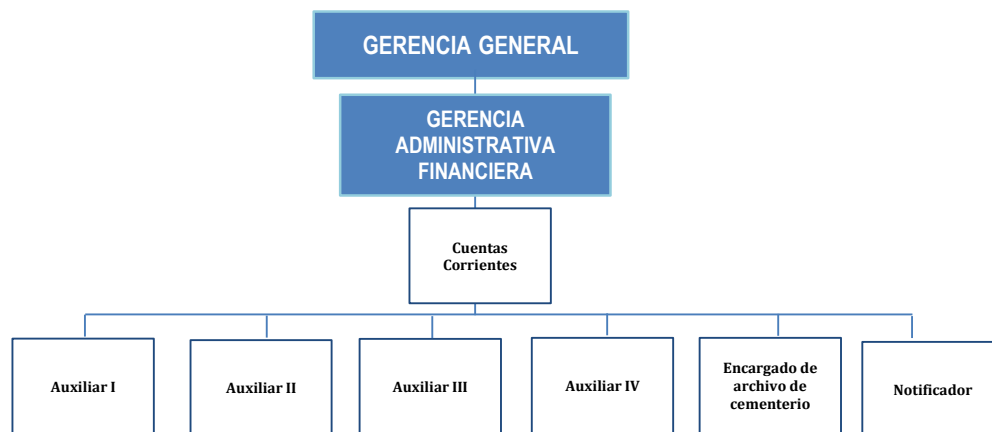 GERENCIA GENERAL
GERENCIA
ADMINISTRATIVA
FINANCIERA
Cuentas
Corrientes
Auxiliar I
Auxiliar II
Auxiliar III
Auxiliar IV
Encargado de
archivo de
cementerio
Notificador